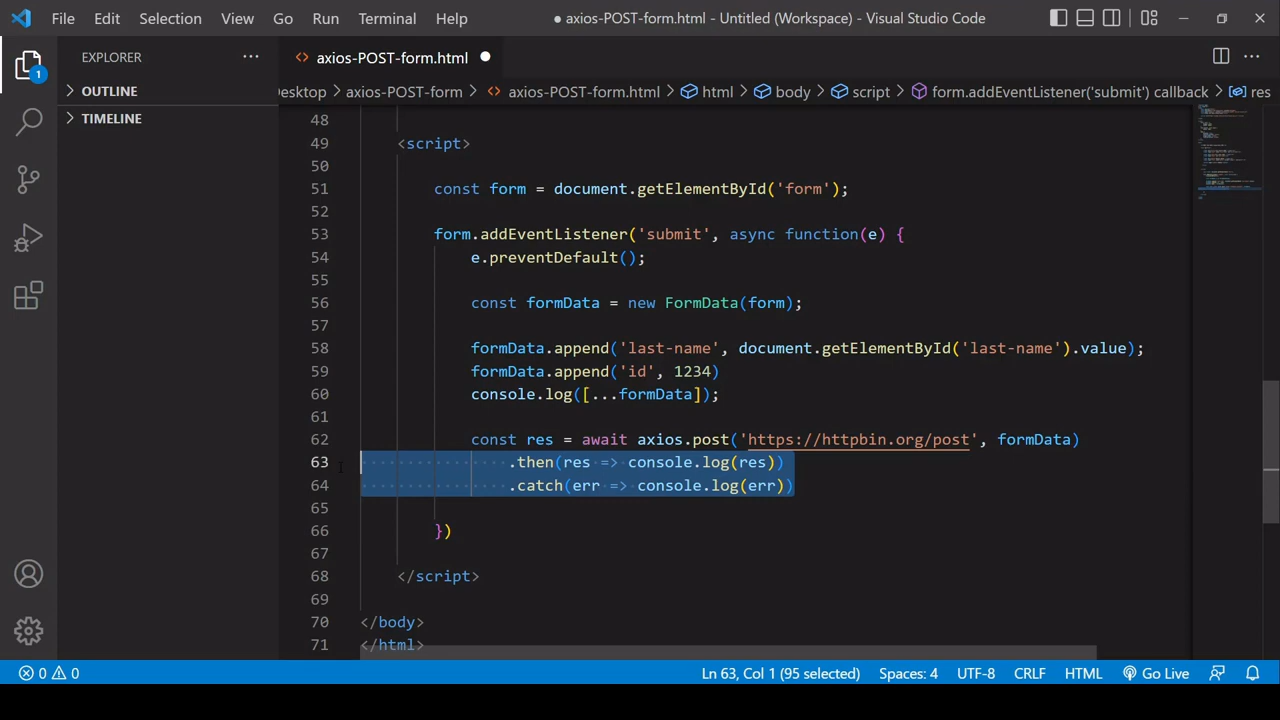 File Edit Selection View Go Run Terminal Help ● axios-POST-form.html - Untitled (Workspace) - Visual Studio Code
EXPLORER ...
axios-POST-form.html
1
OUTLINE
TIMELINE
Desktop > axios-POST-form > axios-POST-form.html > html > body > script > form.addEventListener('submit') callback > res
48
49 <script>
50
51 const form = document.getElementById('form');
52
53 form.addEventListener('submit', async function(e) {
54 e.preventDefault();
55
56 const formData = new FormData(form);
57
58 formData.append('last-name', document.getElementById('last-name').value);
59 formData.append('id', 1234)
60 console.log([...formData]);
61
62 const res = await axios.post('https://httpbin.org/post', formData)
63 .then(res => console.log(res))
64 .catch(err => console.log(err))
65
66 })
67
68 </script>
69
70 </body>
71 </html>
0 0 Ln 63, Col 1 (95 selected) Spaces: 4 UTF-8 CRLF HTML Go Live